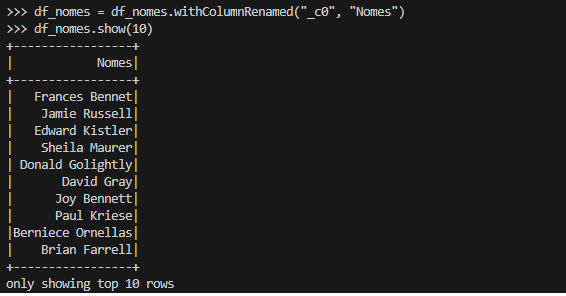 >>> df_nomes = df_nomes.withColumnRenamed("_c0", "Nomes")
>>> df_nomes.show(10)
+-----------------+
|            Nomes|
+-----------------+
|   Frances Bennet|
|    Jamie Russell|
|   Edward Kistler|
|    Sheila Maurer|
| Donald Golightly|
|       David Gray|
|      Joy Bennett|
|      Paul Kriese|
|Berniece Ornellas|
|    Brian Farrell|
+-----------------+
only showing top 10 rows